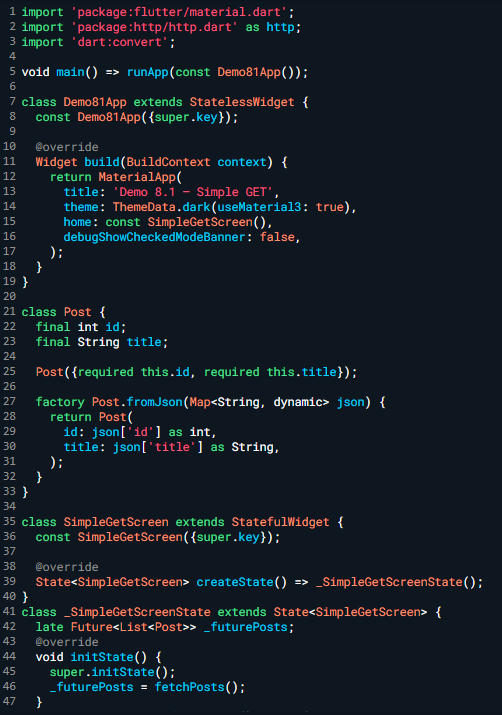 1 import 'package:flutter/material.dart';
2 import 'package:http/http.dart' as http;
3 import 'dart:convert';
4
5 void main() => runApp(const Demo81App());
6
7 class Demo81App extends StatelessWidget {
8   const Demo81App({super.key});
9
10   @override
11   Widget build(BuildContext context) {
12     return MaterialApp(
13       title: 'Demo 8.1 – Simple GET',
14       theme: ThemeData.dark(useMaterial3: true),
15       home: const SimpleGetScreen(),
16       debugShowCheckedModeBanner: false,
17     );
18   }
19 }
20
21 class Post {
22   final int id;
23   final String title;
24
25   Post({required this.id, required this.title});
26
27   factory Post.fromJson(Map<String, dynamic> json) {
28     return Post(
29       id: json['id'] as int,
30       title: json['title'] as String,
31     );
32   }
33 }
34
35 class SimpleGetScreen extends StatefulWidget {
36   const SimpleGetScreen({super.key});
37
38   @override
39   State<SimpleGetScreen> createState() => _SimpleGetScreenState();
40 }
41 class _SimpleGetScreenState extends State<SimpleGetScreen> {
42   late Future<List<Post>> _futurePosts;
43   @override
44   void initState() {
45     super.initState();
46     _futurePosts = fetchPosts();
47   }